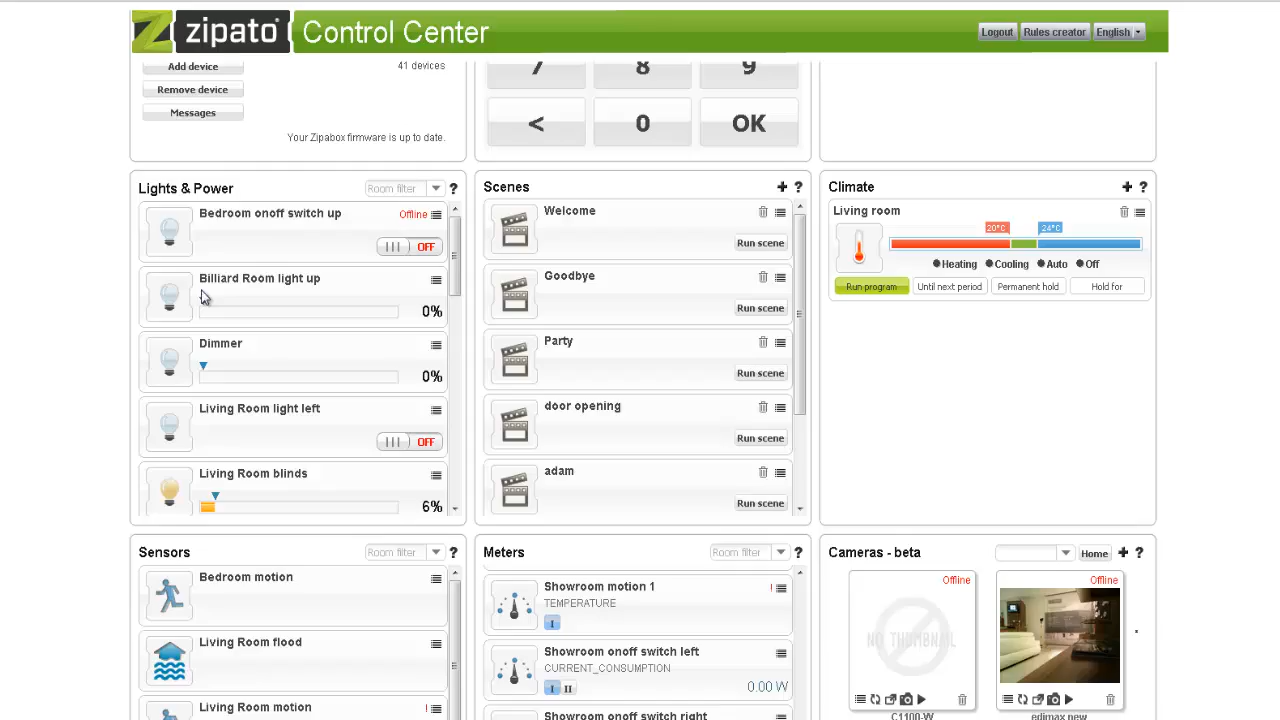 zipato Control Center
Logout
Rules creator
English
Add device
41 devices
Remove device
Messages
Your Zipabox firmware is up to date.
7 8 9
< 0 OK
Lights & Power
Room filter
?
Bedroom onoff switch up
Offline
OFF
Billiard Room light up
0%
Dimmer
0%
Living Room light left
OFF
Living Room blinds
6%
Scenes
+ ?
Welcome
Run scene
Goodbye
Run scene
Party
Run scene
door opening
Run scene
adam
Run scene
Climate
+ ?
Living room
20°C
24°C
Heating
Cooling
Auto
Off
Run program
Until next period
Permanent hold
Hold for
Sensors
Room filter
?
Bedroom motion
Living Room flood
Living Room motion
!
Meters
Room filter
?
Showroom motion 1
!
TEMPERATURE
I
Showroom onoff switch left
CURRENT_CONSUMPTION
I II
0.00 W
Showroom onoff switch right
Cameras - beta
Home
+ ?
Offline
NO THUMBNAIL
C1100-W
Offline
edimax new